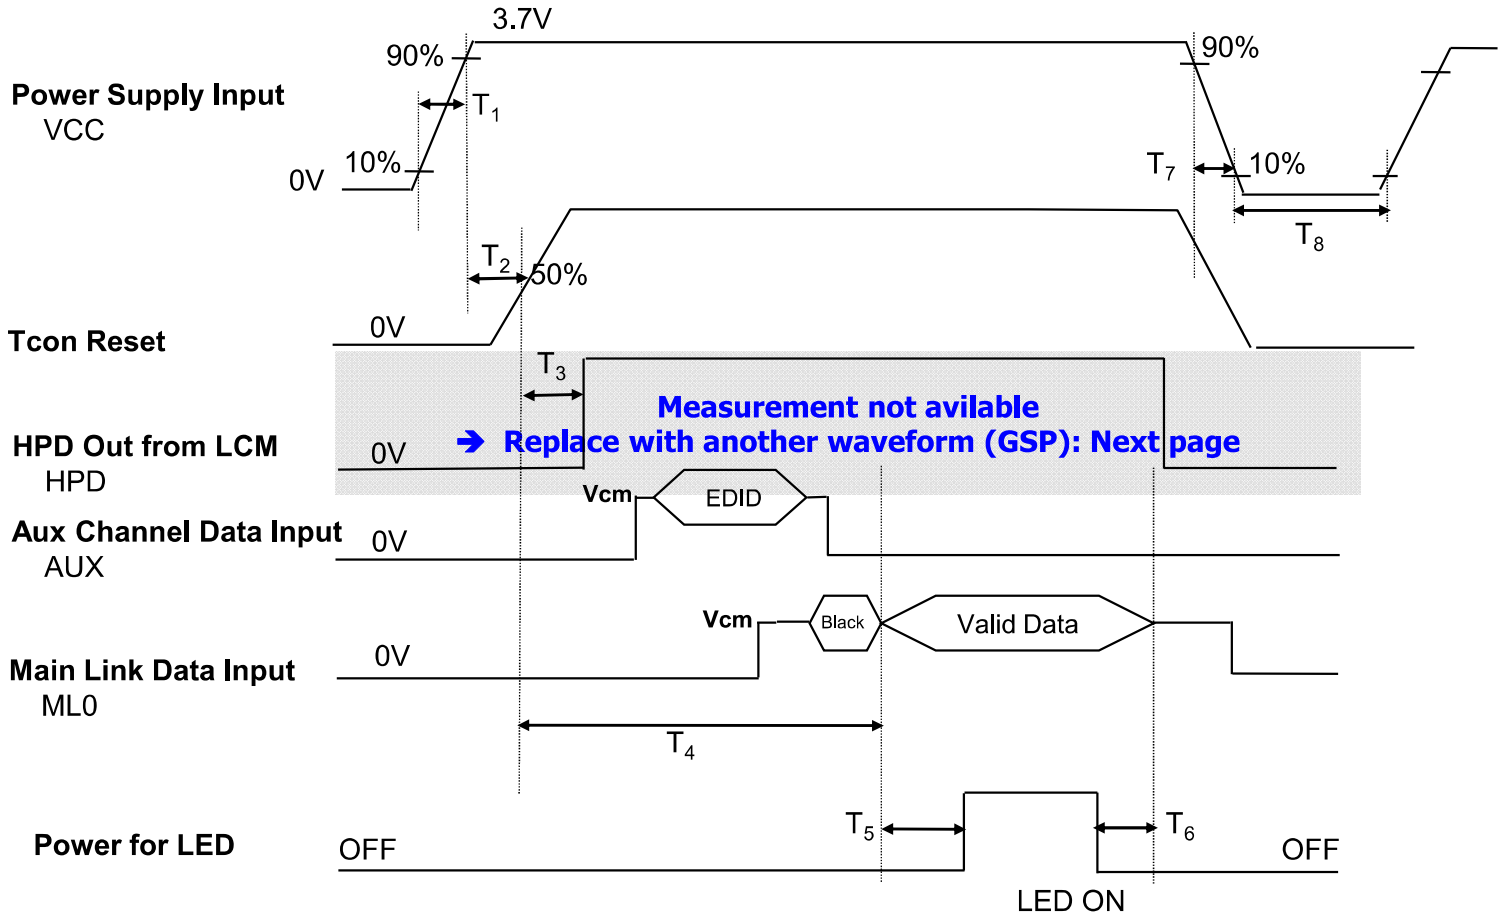 3.7V
90%
90%
Power Supply Input
VCC
T1
10%
0V
T7
10%
T8
T2
50%
0V
Tcon Reset
T3
Measurement not avilable
➔ Replace with another waveform (GSP): Next page
HPD Out from LCM
0V
HPD
Vcm
EDID
Aux Channel Data Input
0V
AUX
Vcm
Black
Valid Data
0V
Main Link Data Input
ML0
T4
T5
T6
Power for LED
OFF
OFF
LED ON